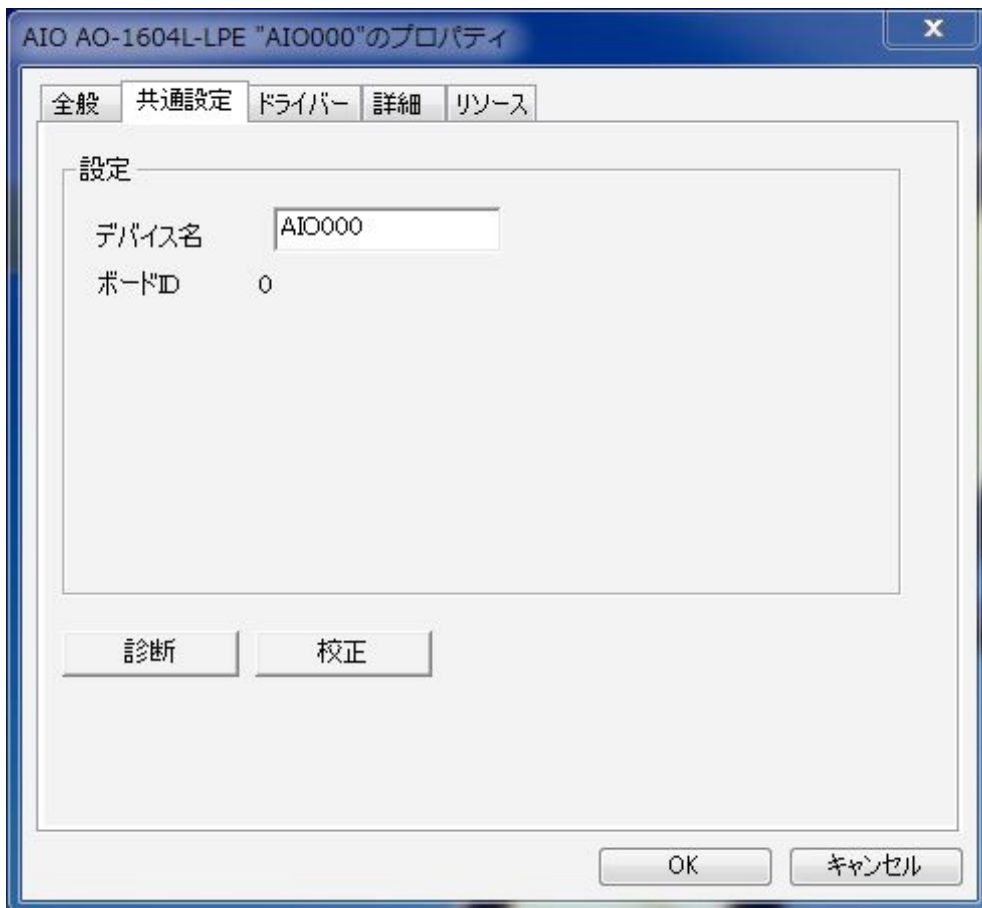 AIO AO-1604L-LPE "AIO000"のプロパティ
x
全般 共通設定 ドライバー 詳細 リソース
設定
デバイス名 AIO000
ボードID 0
診断 校正
OK キャンセル